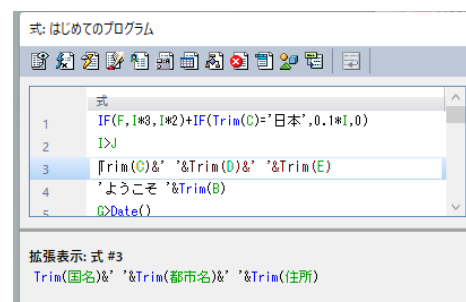 式: はじめてのプログラム
式
1 IF(F,I*3,I*2)+IF(Trim(C)='日本',0.1*I,0)
2 I>J
3 Trim(C)&' '&Trim(D)&' '&Trim(E)
4 'ようこそ '&Trim(B)
5 G>Date()
拡張表示: 式 #3
Trim(国名)&' '&Trim(都市名)&' '&Trim(住所)